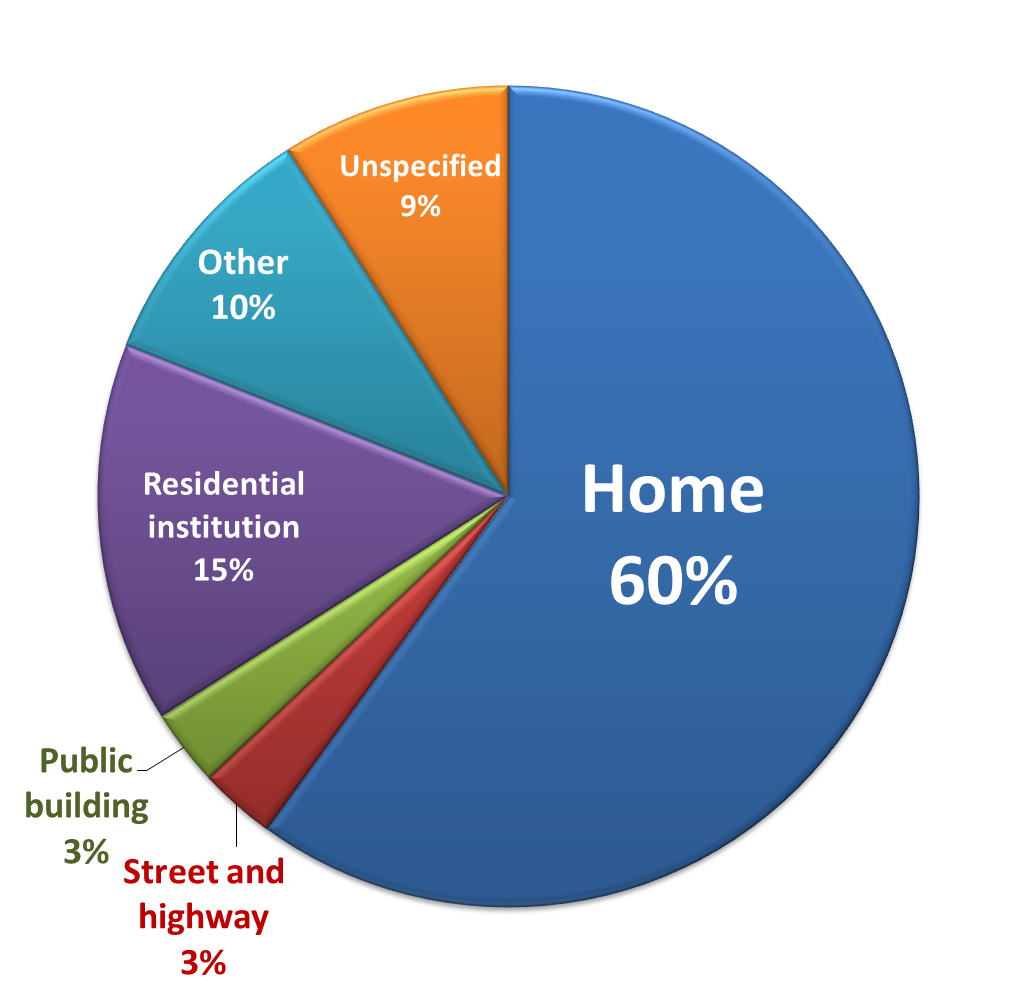 Unspecified
9%
Other
10%
Home
60%
Residential
institution
15%
Public
building
3%
Street and
highway
3%